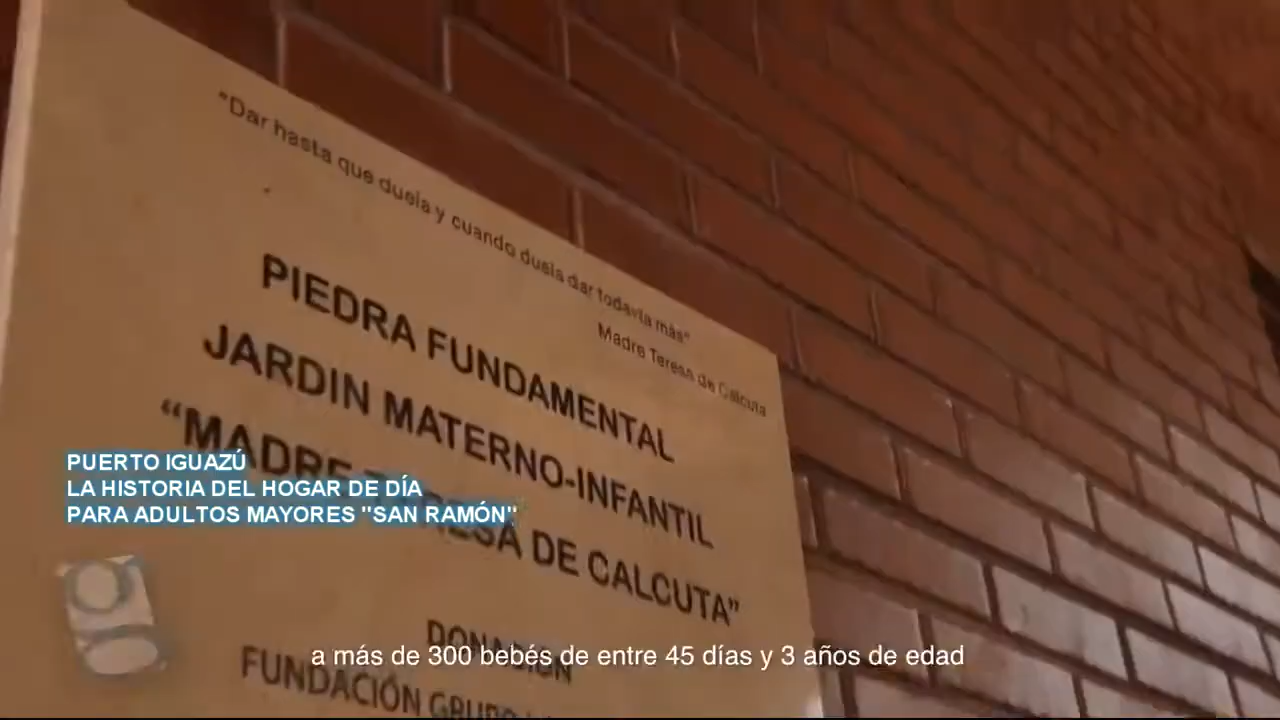 "Dar hasta que duela y cuando duela dar todavía más"
Madre Teresa de Calcuta
PIEDRA FUNDAMENTAL
JARDIN MATERNO-INFANTIL
“MADRE TERESA DE CALCUTA”
PUERTO IGUAZÚ
LA HISTORIA DEL HOGAR DE DÍA
PARA ADULTOS MAYORES "SAN RAMÓN"
DONACIÓN
a más de 300 bebés de entre 45 días y 3 años de edad
FUNDACIÓN GRUPO